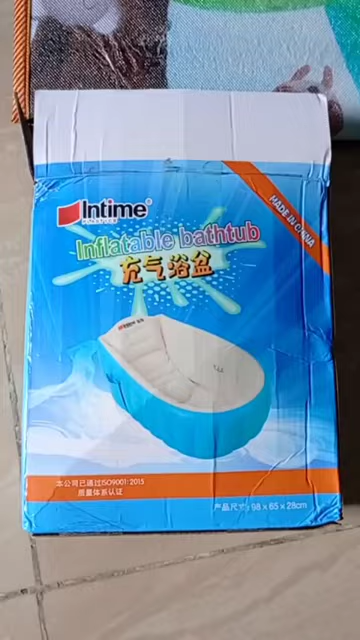 Intime®
MADE IN CHINA
Inflatable bathtub
充气浴盆
本公司已通过ISO9001:2015
质量体系认证
产品尺寸:98×65×28cm